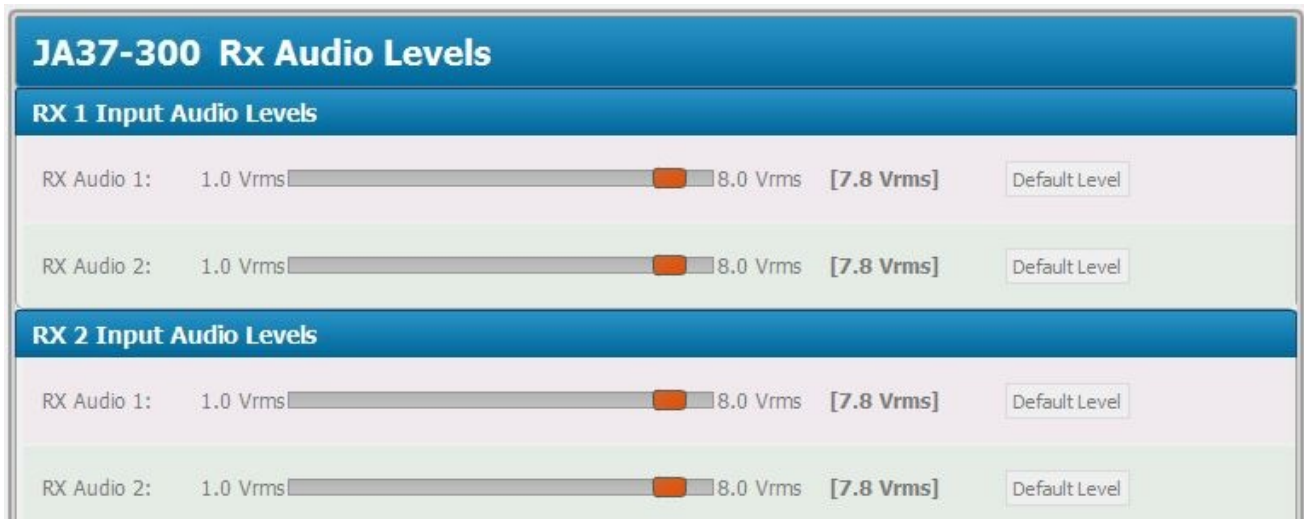 JA37-300 Rx Audio Levels
RX 1 Input Audio Levels
RX Audio 1: 1.0 Vrms 8.0 Vrms [7.8 Vrms] Default Level
RX Audio 2: 1.0 Vrms 8.0 Vrms [7.8 Vrms] Default Level
RX 2 Input Audio Levels
RX Audio 1: 1.0 Vrms 8.0 Vrms [7.8 Vrms] Default Level
RX Audio 2: 1.0 Vrms 8.0 Vrms [7.8 Vrms] Default Level